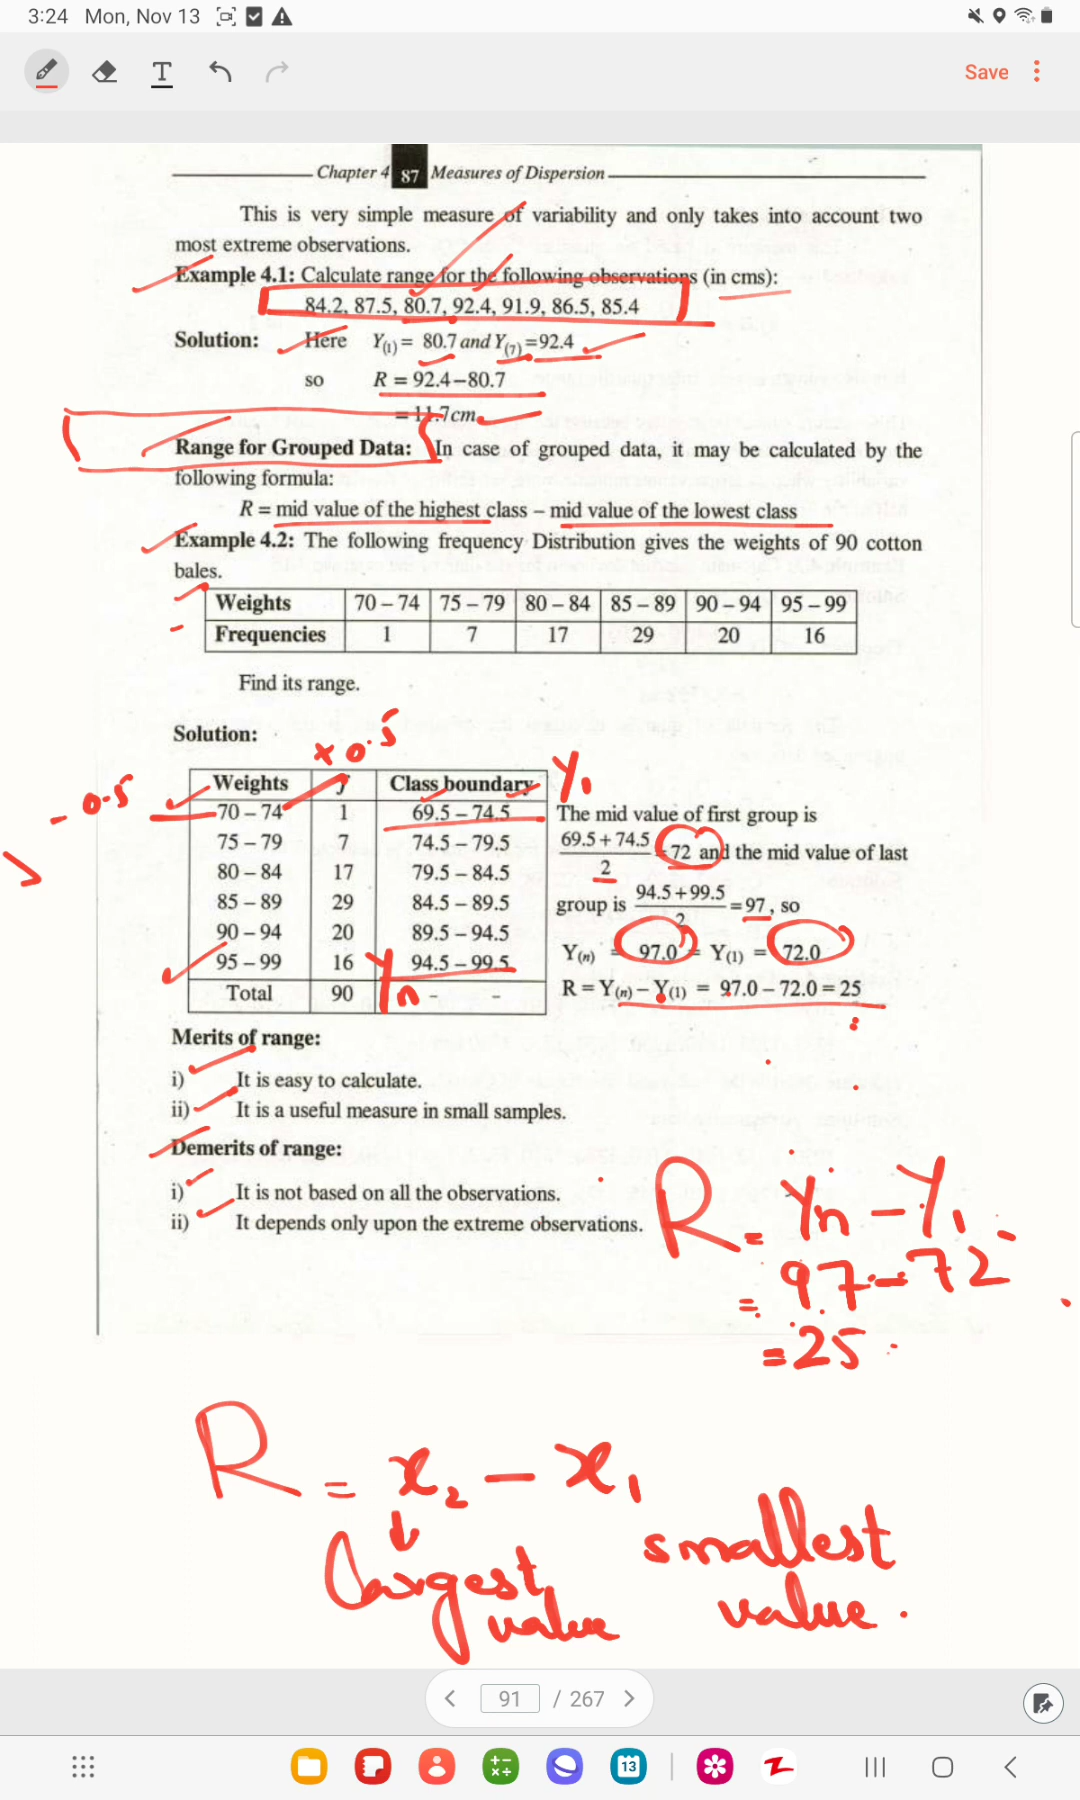 3:24 Mon, Nov 13
T
Save
Chapter 4 87 Measures of Dispersion
This is very simple measure of variability and only takes into account two
most extreme observations.
Example 4.1: Calculate range for the following observations (in cms):
84.2, 87.5, 80.7, 92.4, 91.9, 86.5, 85.4
Solution: Here Y(1) = 80.7 and Y(7) =92.4
so R = 92.4−80.7
= 11.7cm
Range for Grouped Data: In case of grouped data, it may be calculated by the
following formula:
R = mid value of the highest class – mid value of the lowest class
Example 4.2: The following frequency Distribution gives the weights of 90 cotton
bales.
Weights 70 – 74 75 – 79 80 – 84 85 – 89 90 – 94 95 – 99
Frequencies 1 7 17 29 20 16
Find its range.
Solution:
+ 0.5
- 0.5
Weights f Class boundary Y1
70 – 74 1 69.5 – 74.5 The mid value of first group is
75 – 79 7 74.5 – 79.5 69.5 + 74.5 / 2 = 72 and the mid value of last
80 – 84 17 79.5 – 84.5
85 – 89 29 84.5 – 89.5 group is 94.5 + 99.5 / 2 = 97 , so
90 – 94 20 89.5 – 94.5 Y(n) = 97.0 = Y(1) = 72.0
95 – 99 16 94.5 – 99.5
Yn
Total 90 - - R = Y(n) – Y(1) = 97.0 – 72.0 = 25
Merits of range:
i) It is easy to calculate.
ii) It is a useful measure in small samples.
Demerits of range:
i) It is not based on all the observations.
ii) It depends only upon the extreme observations.
R = Yn - Y1
= 97 - 72
= 25
R = x2 - x1
largest value smallest value.
91 / 267
13